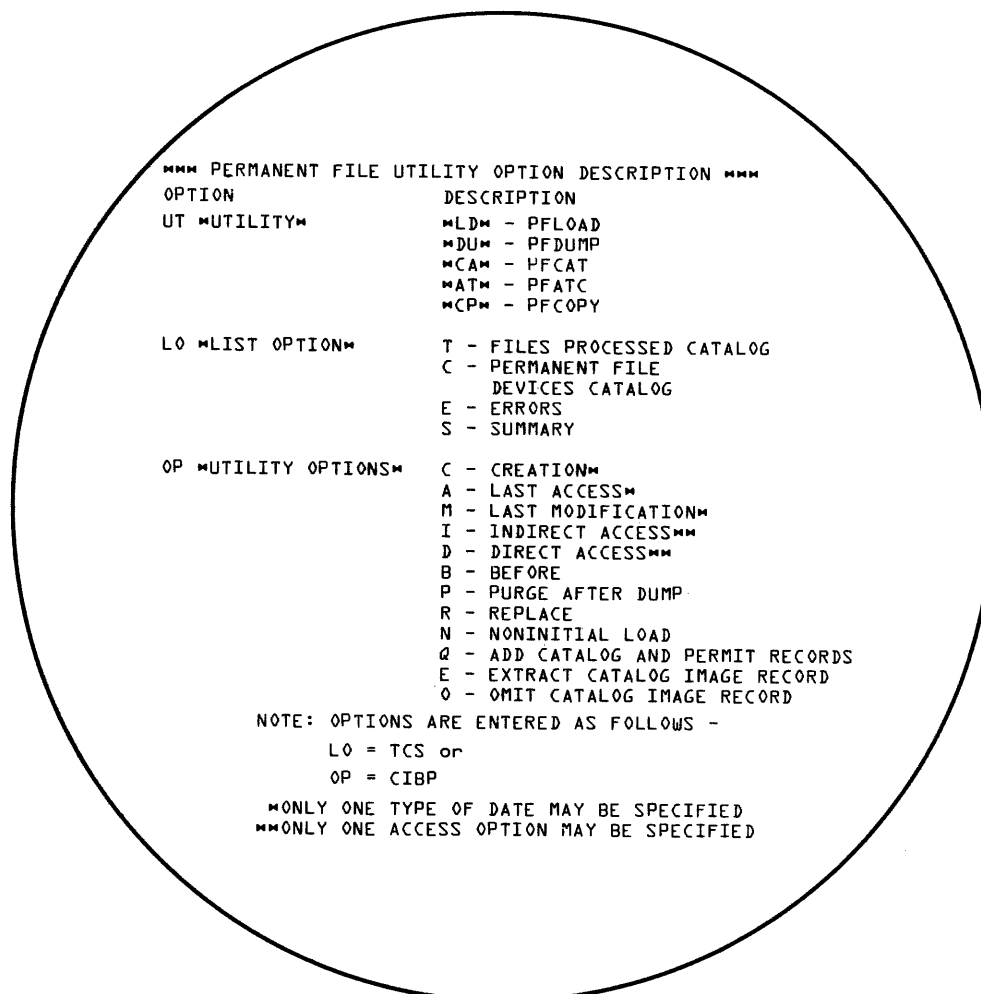 *** PERMANENT FILE UTILITY OPTION DESCRIPTION ***
OPTION DESCRIPTION
UT *UTILITY* *LD* - PFLOAD
*DU* - PFDUMP
*CA* - PFCAT
*AT* - PFATC
*CP* - PFCOPY
LO *LIST OPTION* T - FILES PROCESSED CATALOG
C - PERMANENT FILE
DEVICES CATALOG
E - ERRORS
S - SUMMARY
OP *UTILITY OPTIONS* C - CREATION*
A - LAST ACCESS*
M - LAST MODIFICATION*
I - INDIRECT ACCESS**
D - DIRECT ACCESS**
B - BEFORE
P - PURGE AFTER DUMP
R - REPLACE
N - NONINITIAL LOAD
Q - ADD CATALOG AND PERMIT RECORDS
E - EXTRACT CATALOG IMAGE RECORD
O - OMIT CATALOG IMAGE RECORD
NOTE: OPTIONS ARE ENTERED AS FOLLOWS -
LO = TCS or
OP = CIBP
*ONLY ONE TYPE OF DATE MAY BE SPECIFIED
**ONLY ONE ACCESS OPTION MAY BE SPECIFIED